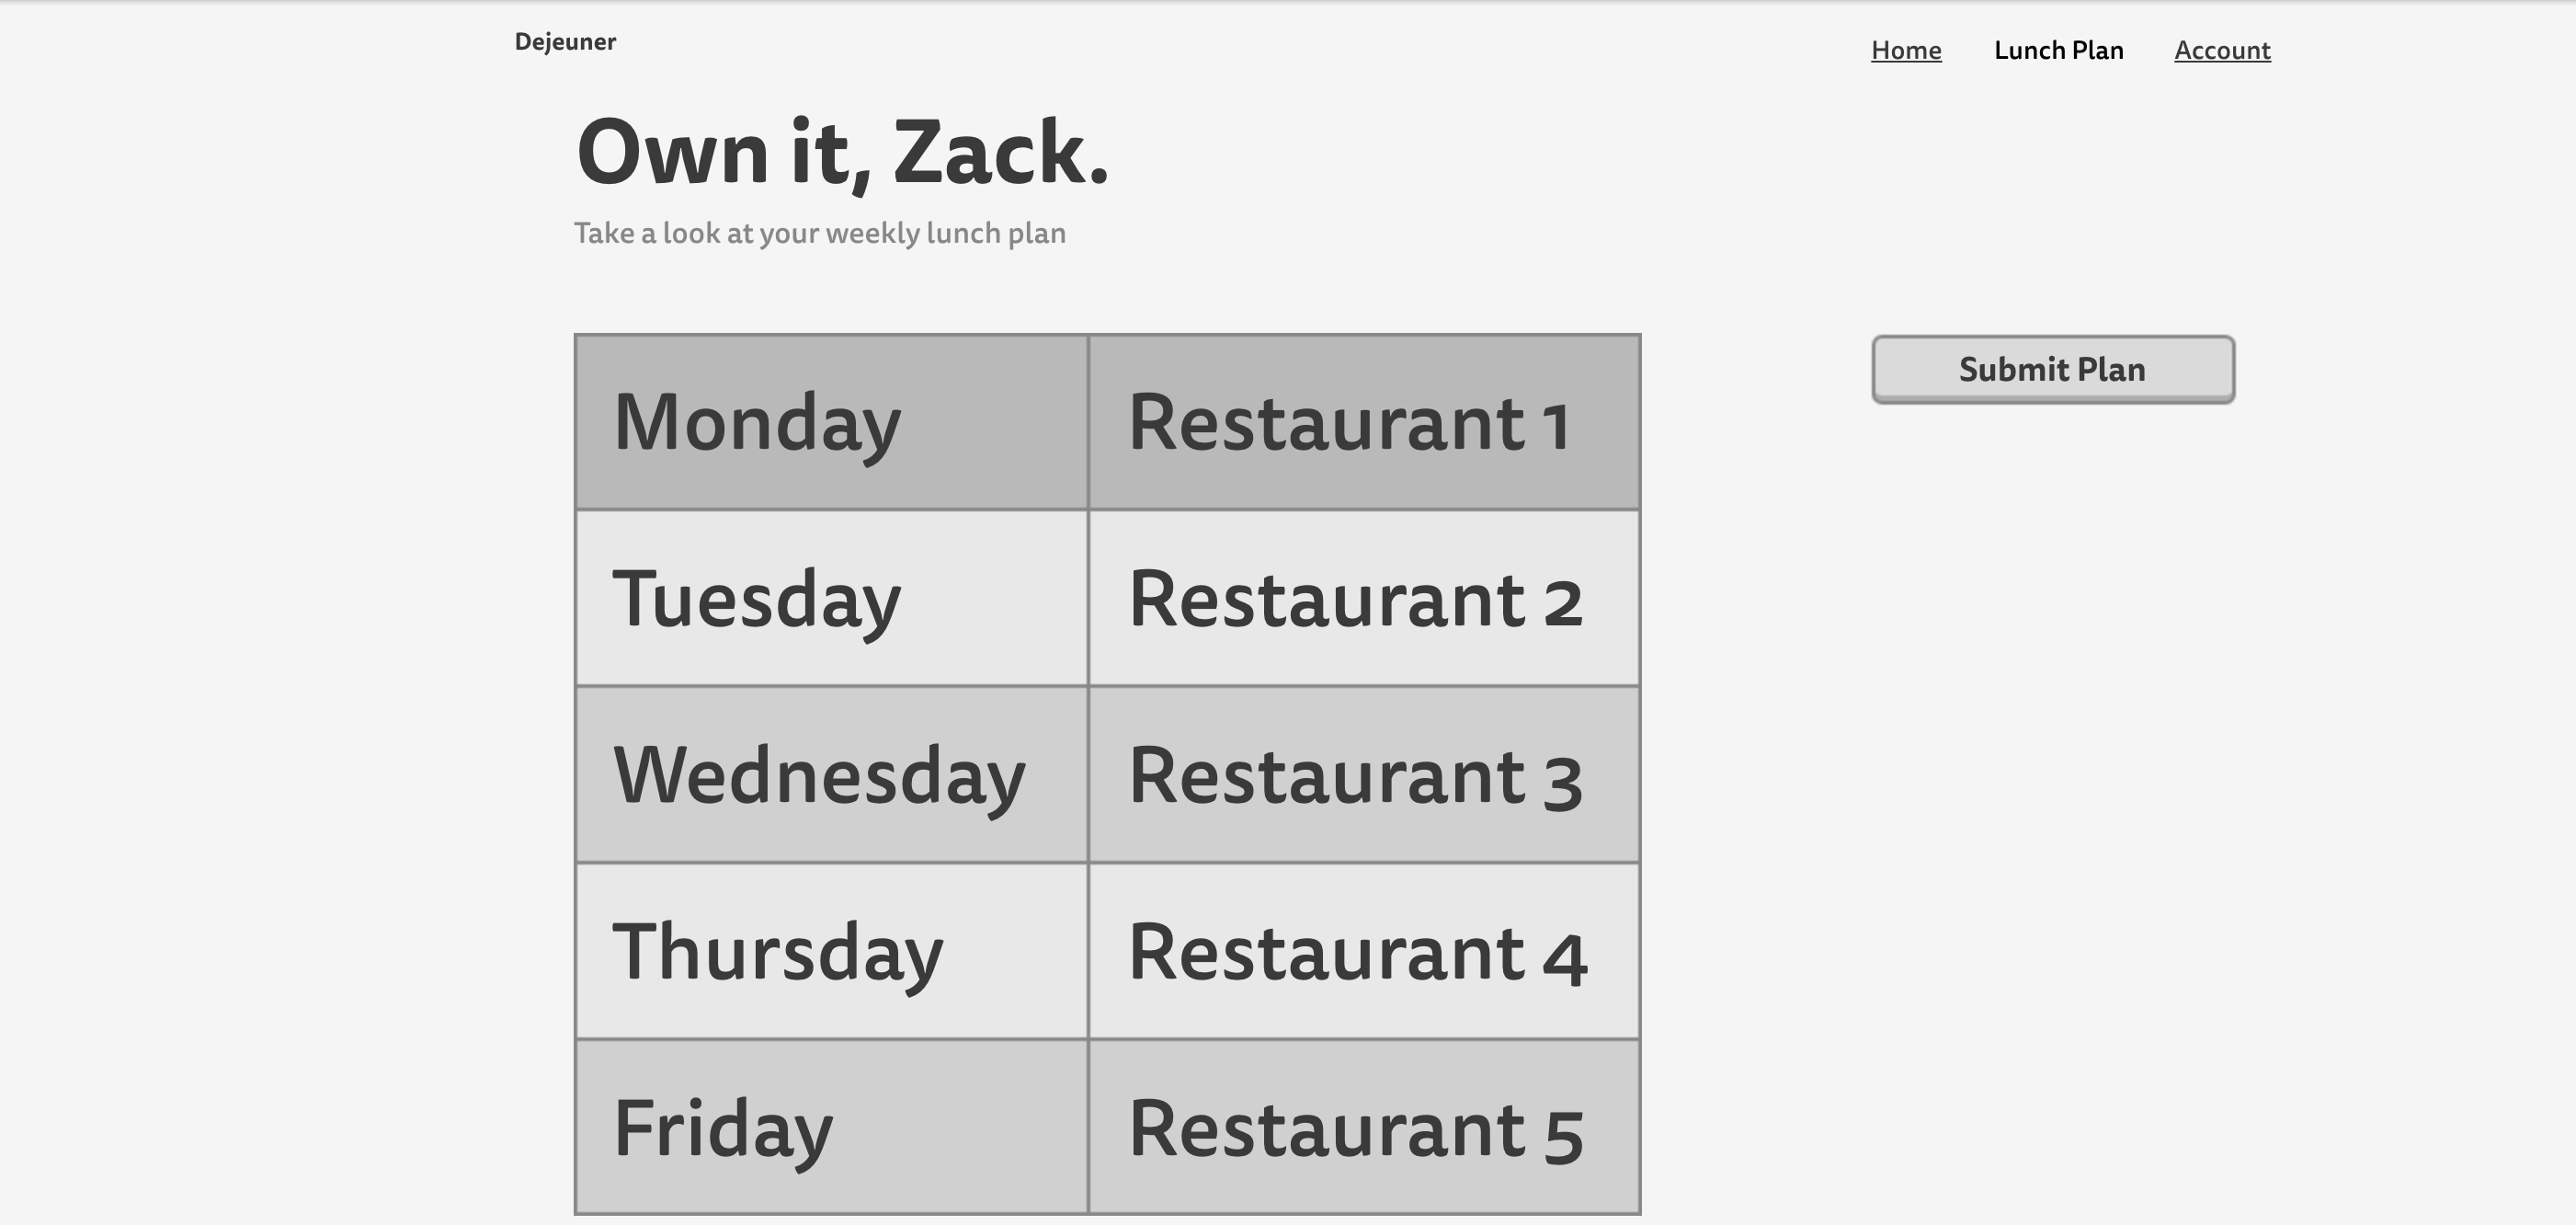 Dejeuner
Home Lunch Plan Account
Own it, Zack.
Take a look at your weekly lunch plan
Monday Restaurant 1
Submit Plan
Tuesday Restaurant 2
Wednesday Restaurant 3
Thursday Restaurant 4
Friday Restaurant 5